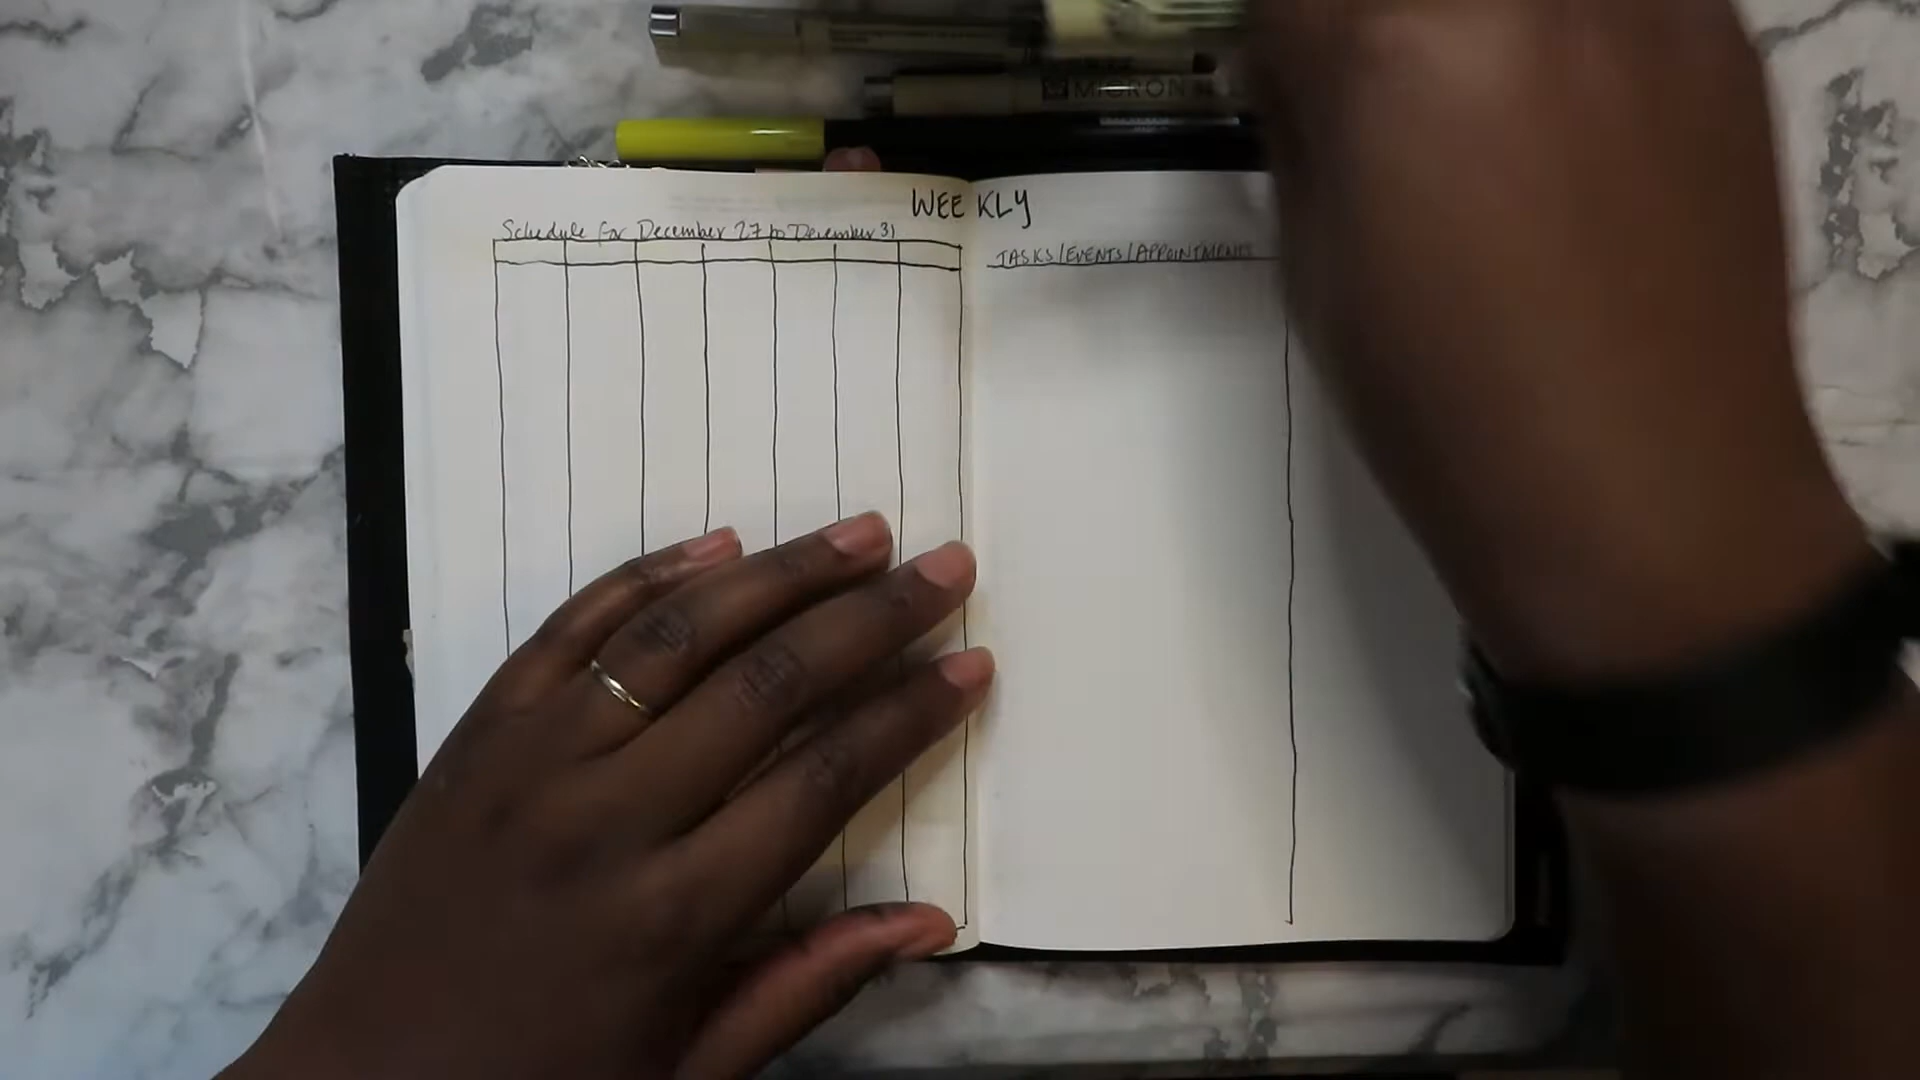 MICRON
WEEKLY
Schedule for December 27 to December 31
TASKS/EVENTS/APPOINTMENTS